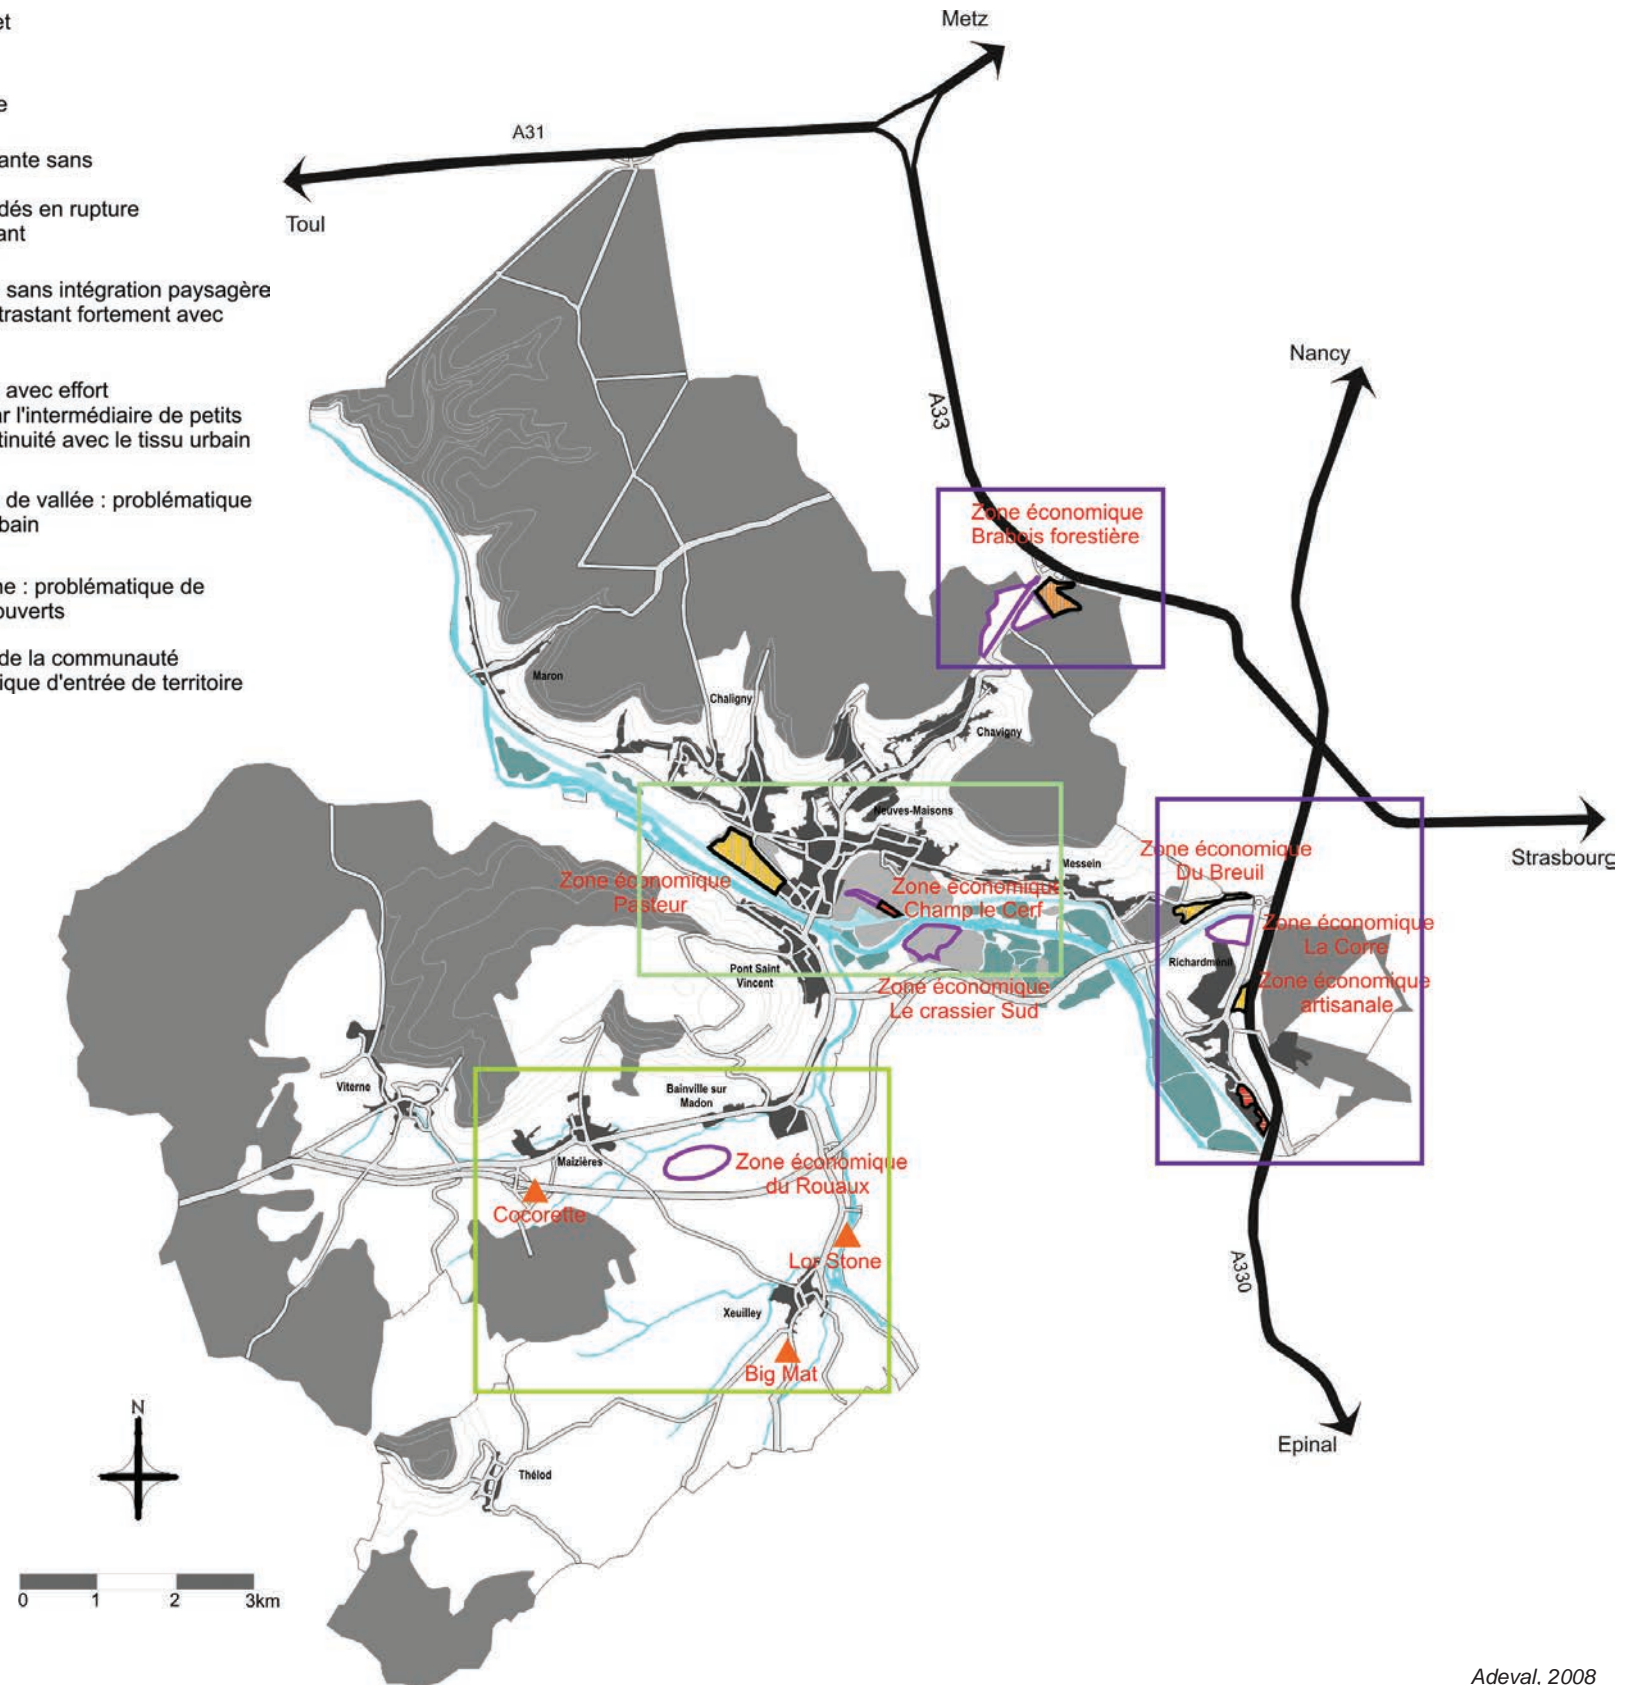 et
e
ante sans
dés en rupture
ant
sans intégration paysagère
trastant fortement avec
avec effort
ar l'intermédiaire de petits
tinuité avec le tissu urbain
de vallée : problématique
bain
ne : problématique de
ouverts
de la communauté
ique d'entrée de territoire
Metz
A31
Toul
A33
Nancy
Zone économique
Brabois forestière
Maron
Chaligny
Chavigny
Neuves-Maisons
Messein
Zone économique
Du Breuil
Zone économique
Pasteur
Zone économique
Champ le Cerf
Strasbourg
Zone économique
La Corre
Richardménil
Pont Saint
Vincent
Zone économique
Le crassier Sud
Zone économique
artisanale
Viterne
Bainville sur
Madon
Maizières
Zone économique
du Rouaux
Cocorette
Lor Stone
A330
Xeuilley
Big Mat
N
Epinal
Thélod
0 1 2 3km
Adeval, 2008